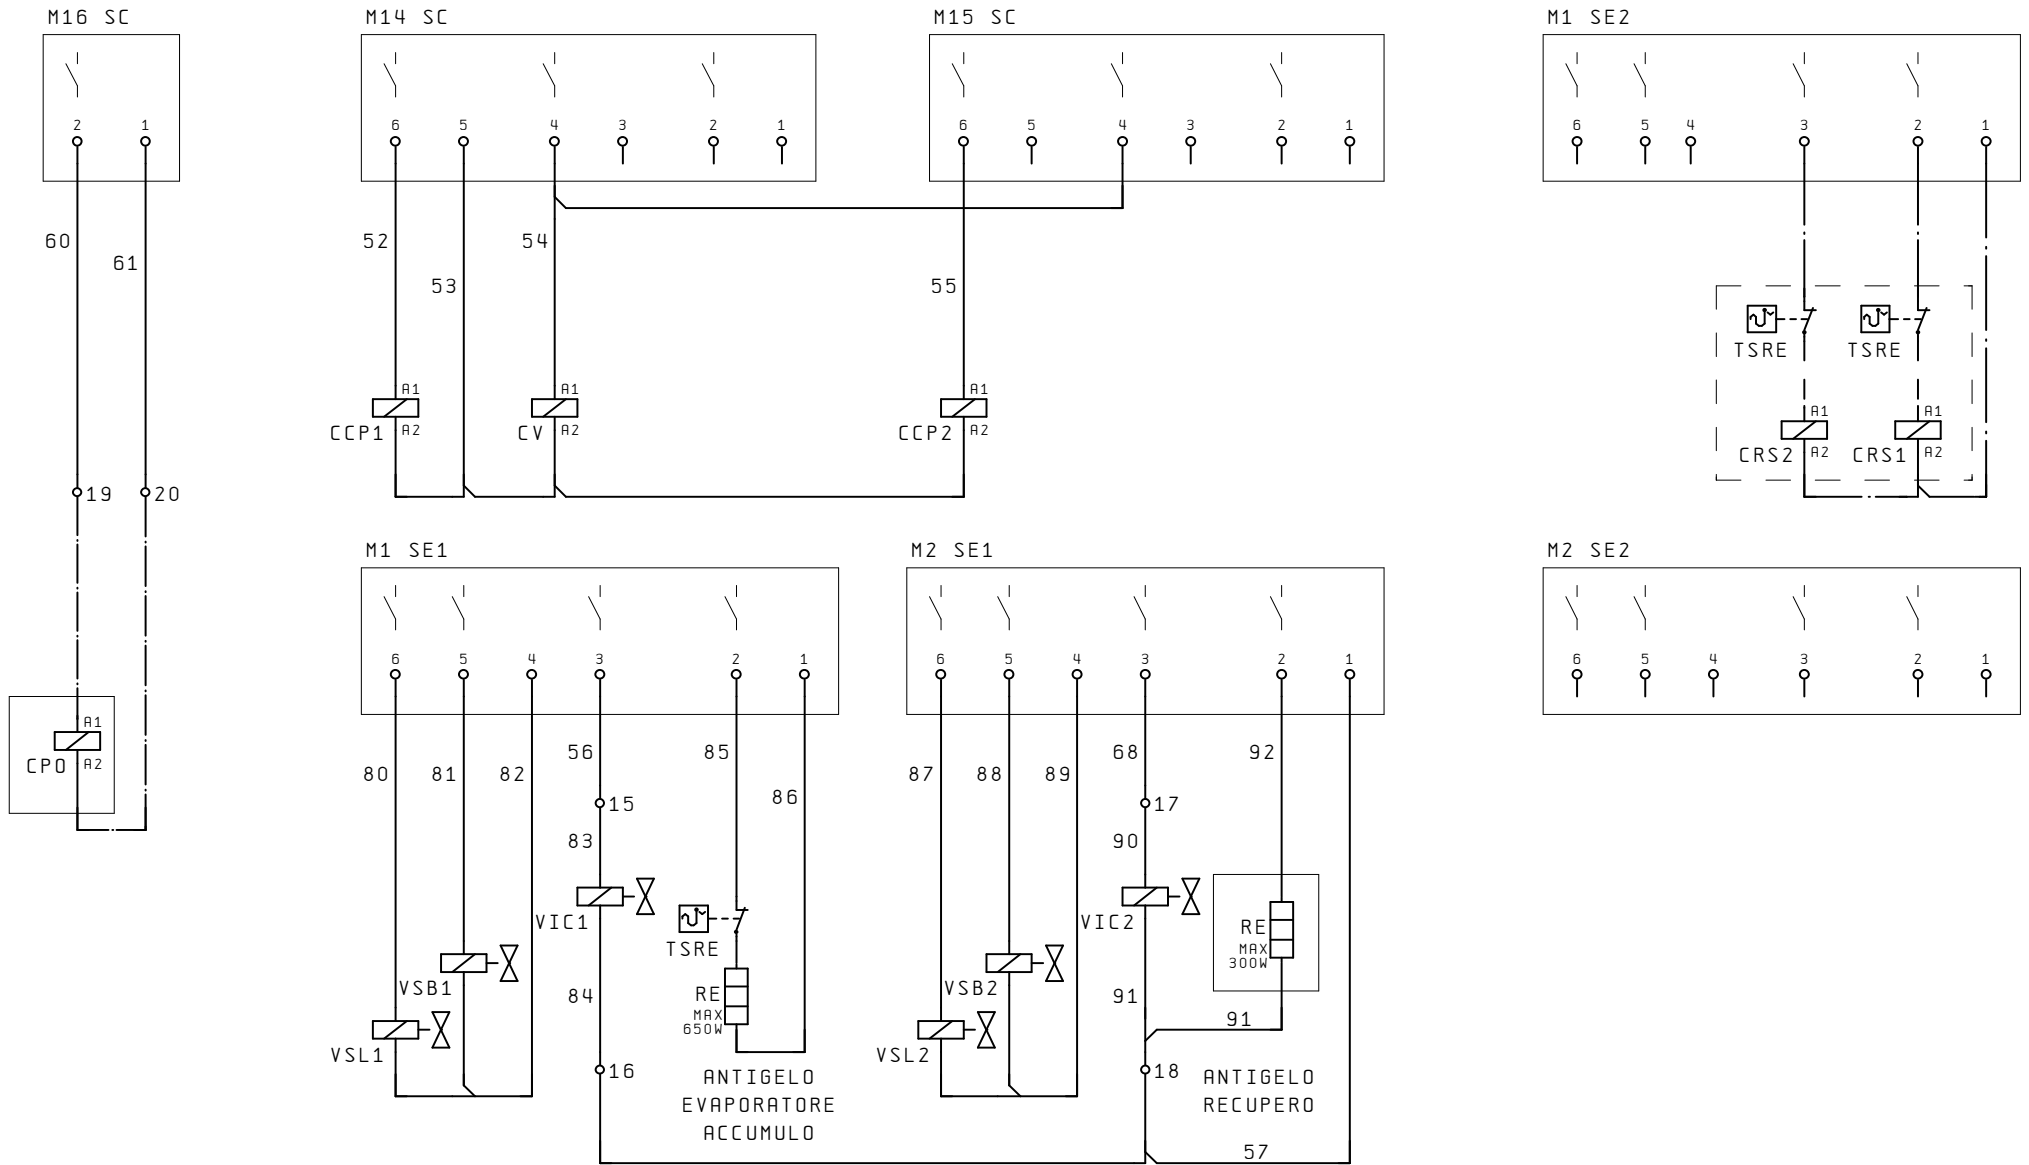 M16 SC
M14 SC
M15 SC
M1 SE2
2 1
6 5 4 3 2 1
6 5 4 3 2 1
6 5 4 3 2 1
60
61
52
53
54
55
TSRE
TSRE
A1
CCP1 A2
A1
CV A2
A1
CCP2 A2
A1
CRS2 A2
A1
CRS1 A2
19
20
M1 SE1
M2 SE1
M2 SE2
6 5 4 3 2 1
6 5 4 3 2 1
6 5 4 3 2 1
A1
CPO A2
80
81
82
56
85
86
15
83
VIC1
TSRE
VSB1
84
RE
MAX
650W
VSL1
16
ANTIGELO
EVAPORATORE
ACCUMULO
87
88
89
68
92
17
90
VIC2
RE
MAX
300W
VSB2
91
91
VSL2
18
ANTIGELO
RECUPERO
57